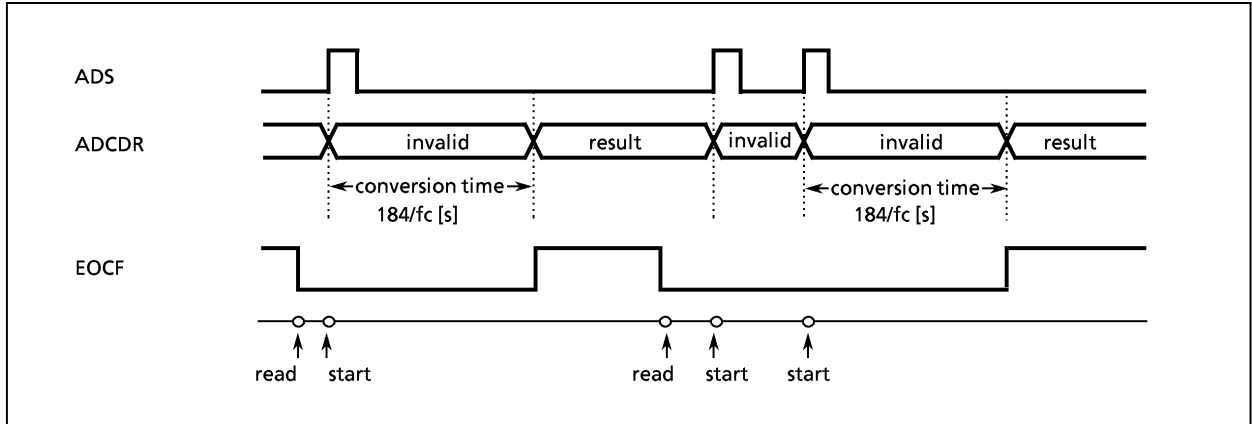 ADS
ADCDR invalid result invalid invalid result
conversion time conversion time
184/fc [s] 184/fc [s]
EOCF
read start read start start